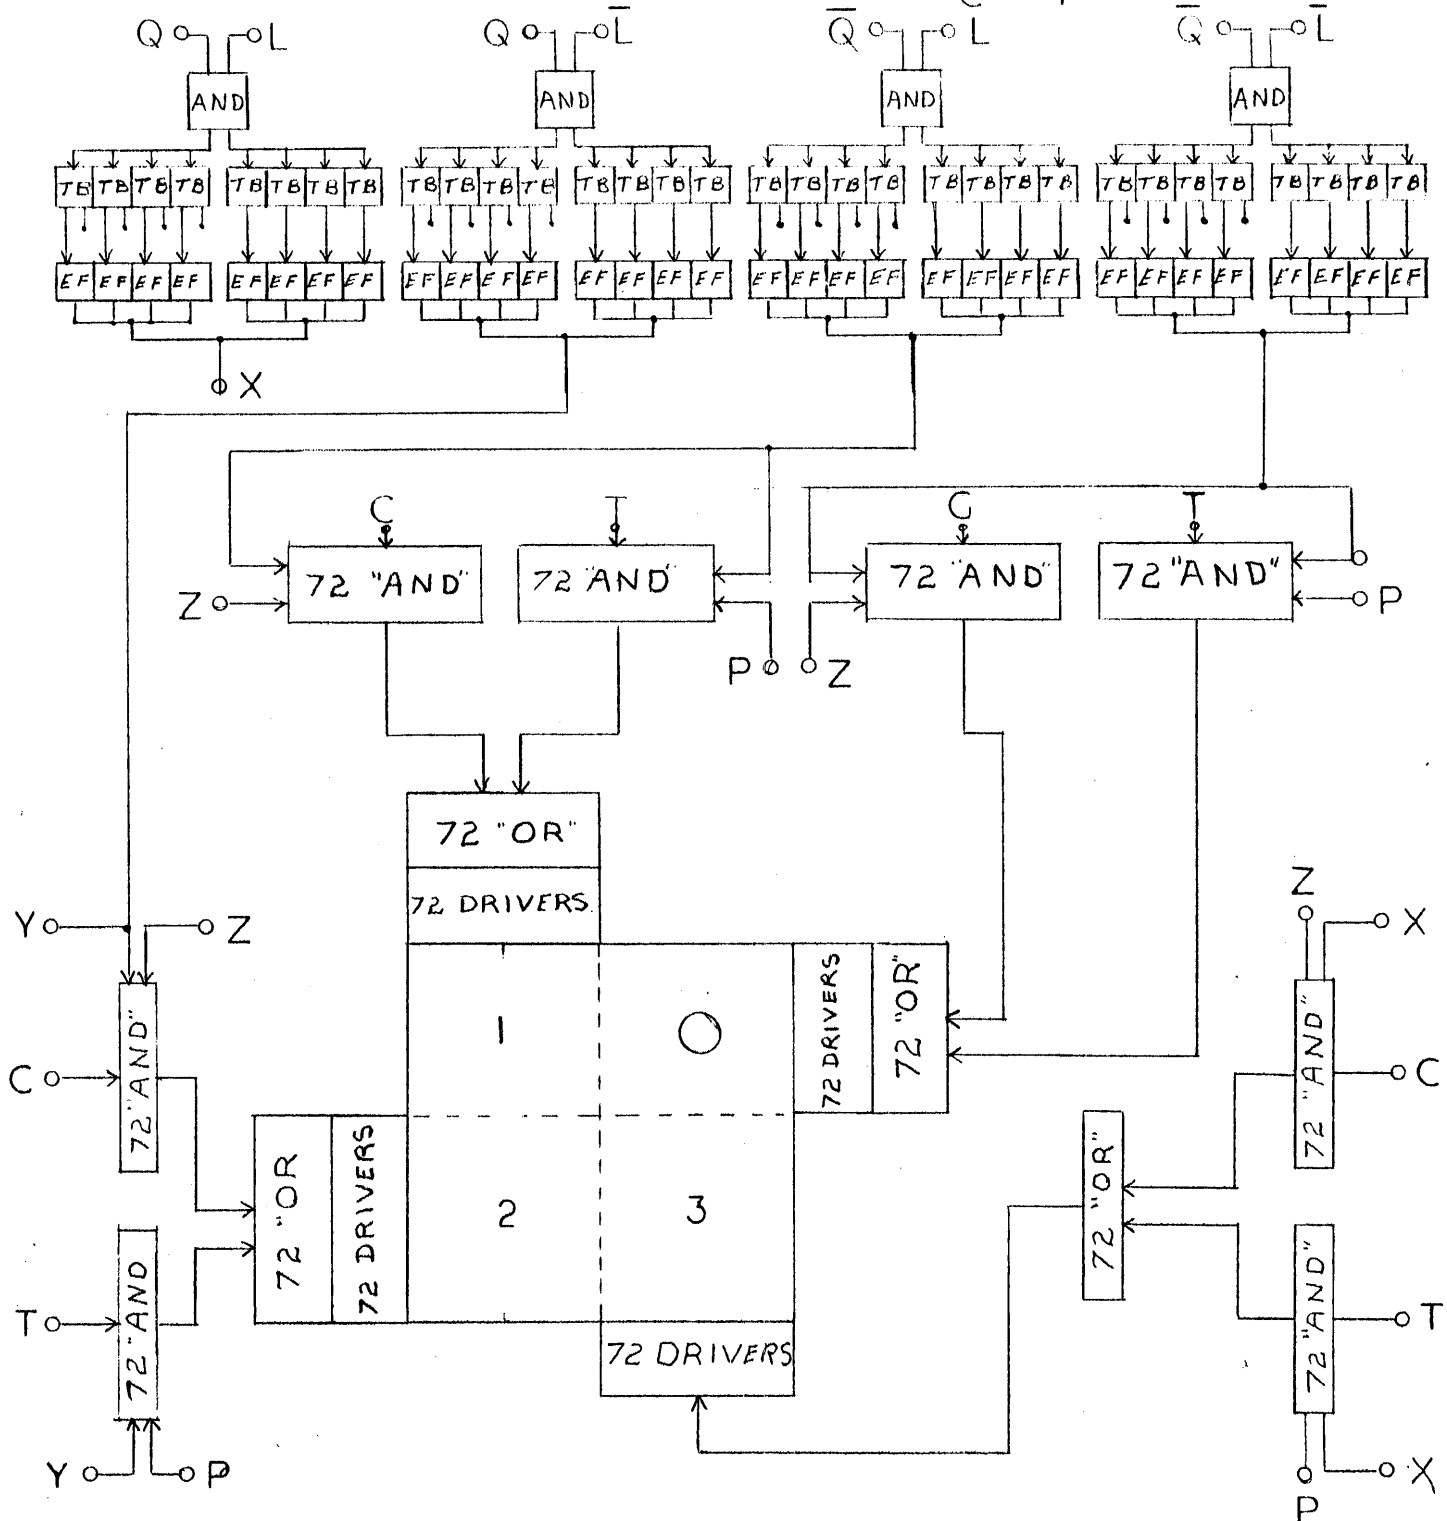 Q L Q L̅ Q̅ L Q̅ L̅
AND AND AND AND
TB TB TB TB TB TB TB TB TB TB TB TB TB TB TB TB TB TB TB TB TB TB TB TB TB TB TB TB TB TB TB TB
EF EF EF EF EF EF EF EF EF EF EF EF EF EF EF EF EF EF EF EF EF EF EF EF EF EF EF EF EF EF EF EF
X
C T C T
72 "AND" 72 "AND" 72 "AND" 72 "AND"
Z P
P Z
72 "OR"
72 DRIVERS
Y Z
Z X
72 "AND"
C
1 0
72 DRIVERS
72 "OR"
72 "AND"
C
72 "OR
72 DRIVERS
2 3
72 "OR"
T
72 "AND
72 DRIVERS
72 "AND"
T
Y P
P X